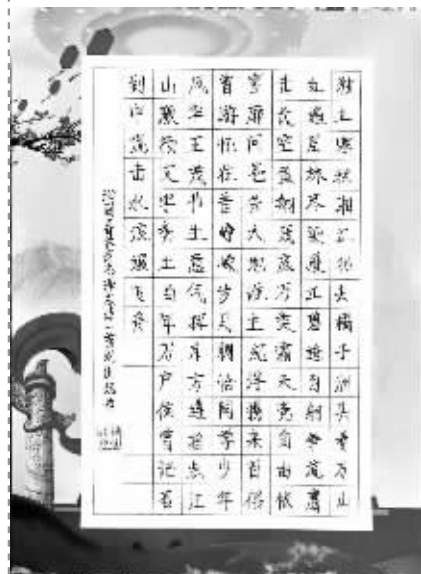 独立寒秋湘江北去橘子洲头看万山
红遍层林尽染漫江碧透百舸争流鹰
击长空鱼翔浅底万类霜天竞自由怅
寥廓问苍茫大地谁主沉浮携来百侣
曾游忆往昔峥嵘岁月稠恰同学少年
风华正茂书生意气挥斥方遒指点江
山激扬文字粪土当年万户侯曾记否
到中流击水浪遏飞舟